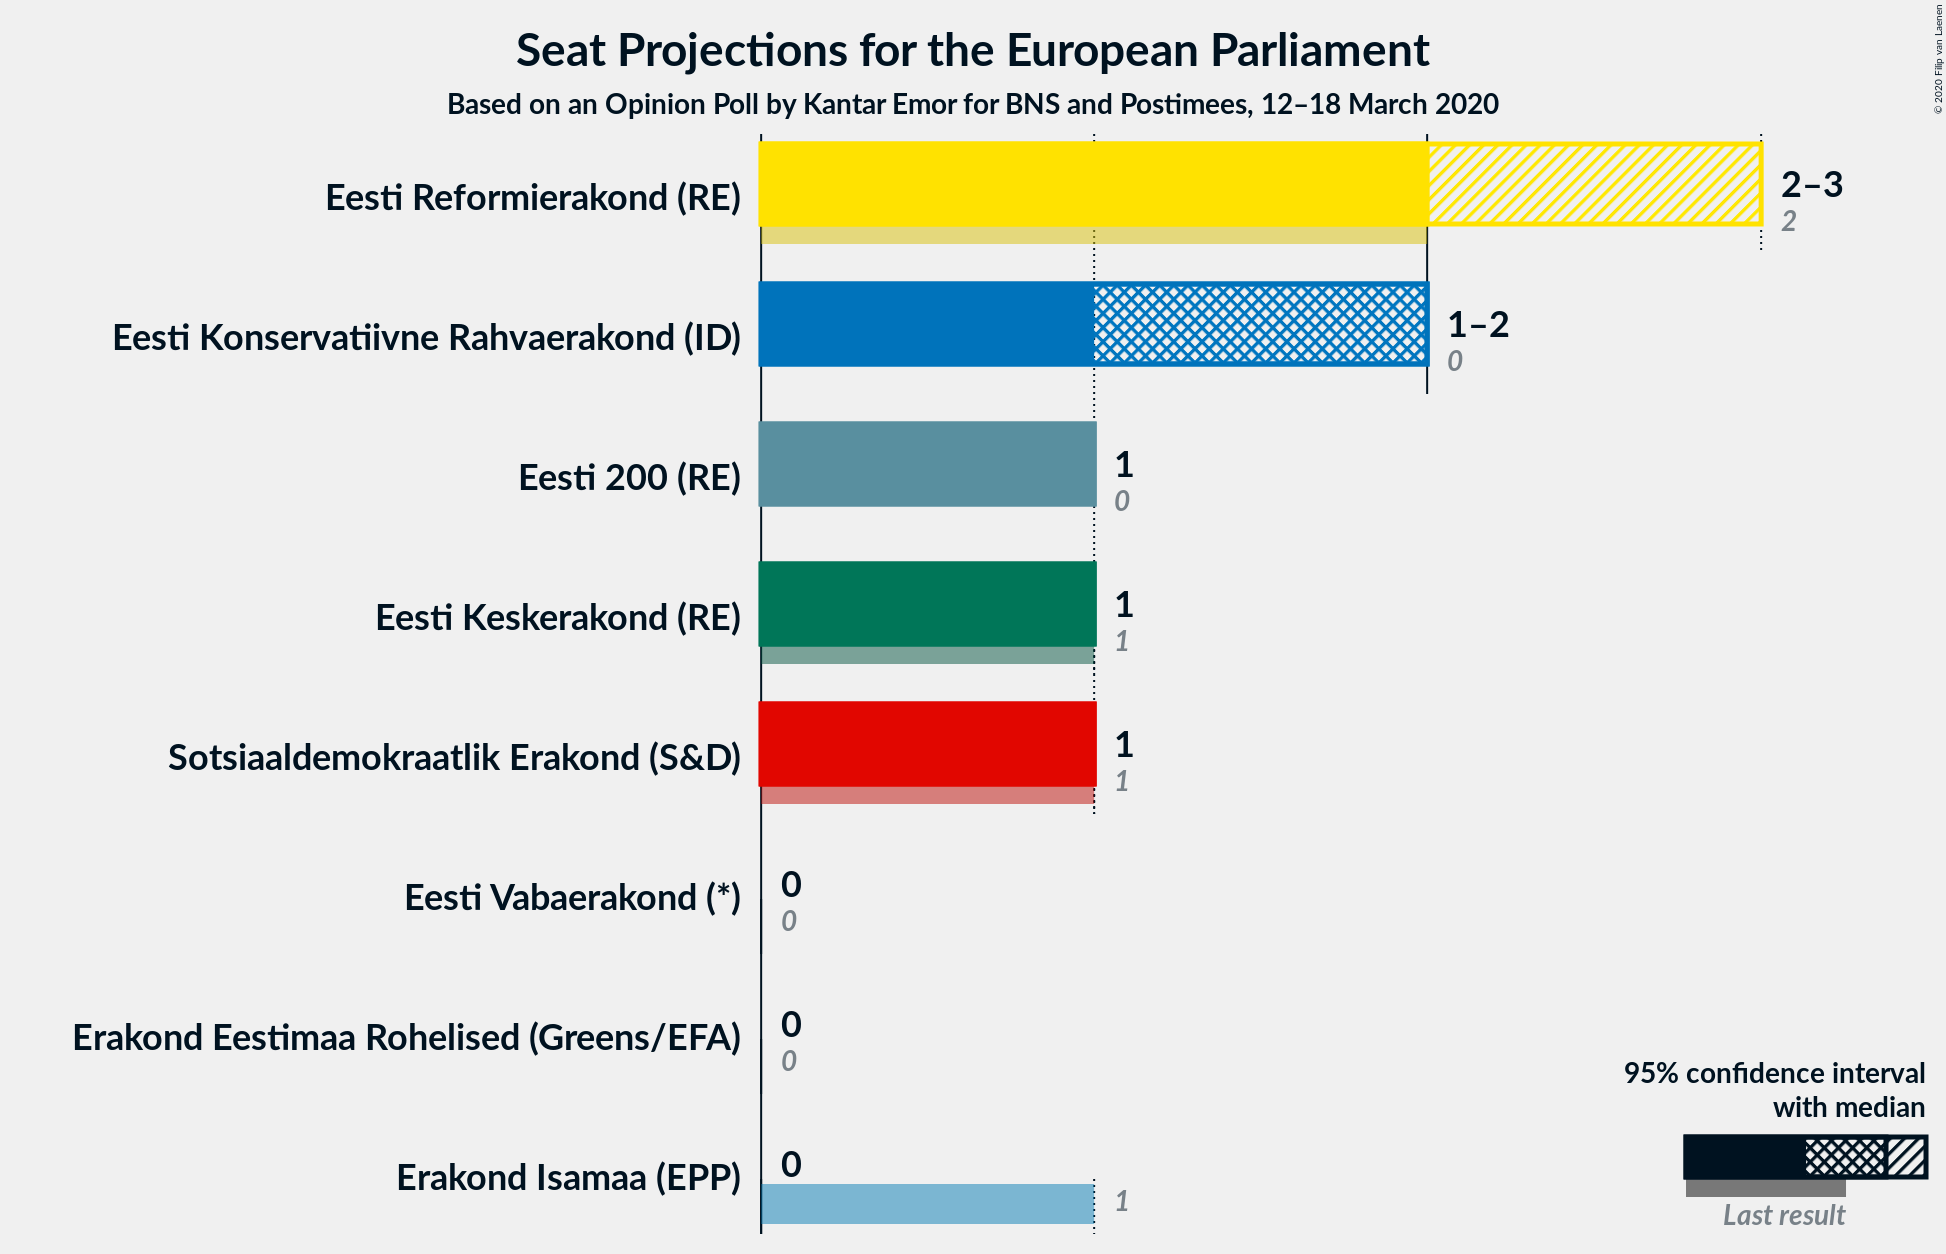 Seat Projections for the European Parliament
Based on an Opinion Poll by Kantar Emor for BNS and Postimees, 12–18 March 2020
© 2020 Filip van Laenen
Eesti Reformierakond (RE)
2–3
2
Eesti Konservatiivne Rahvaerakond (ID)
1–2
0
Eesti 200 (RE)
1
0
Eesti Keskerakond (RE)
1
1
Sotsiaaldemokraatlik Erakond (S&D)
1
1
Eesti Vabaerakond (*)
0
0
Erakond Eestimaa Rohelised (Greens/EFA)
0
0
Erakond Isamaa (EPP)
0
1
95% confidence interval
with median
Last result